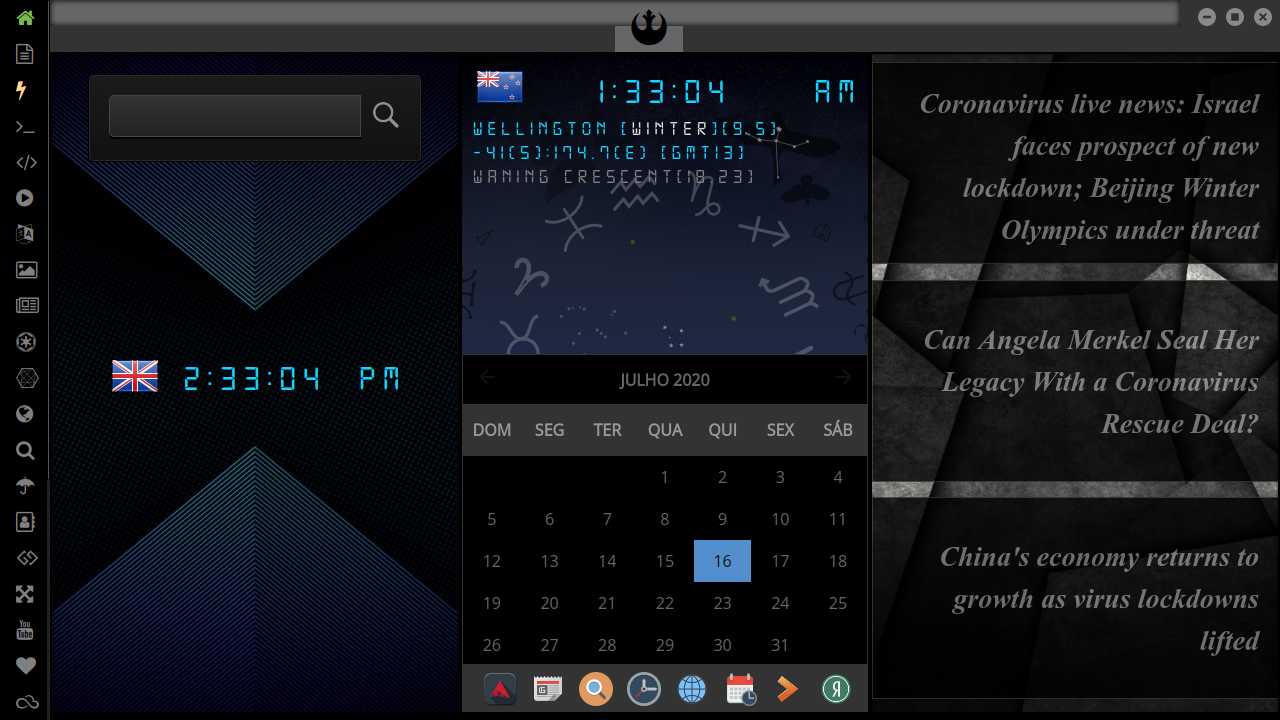 2:33:04 PM
1:33:04 AM
WELLINGTON (WINTER)(9.5)
-41(S):174.7(E) (GMT13)
WANING CRESCENT(18.23)
JULHO 2020
DOM SEG TER QUA QUI SEX SÁB
1 2 3 4
5 6 7 8 9 10 11
12 13 14 15 16 17 18
19 20 21 22 23 24 25
26 27 28 29 30 31
Coronavirus live news: Israel
faces prospect of new
lockdown; Beijing Winter
Olympics under threat
Can Angela Merkel Seal Her
Legacy With a Coronavirus
Rescue Deal?
China's economy returns to
growth as virus lockdowns
lifted
You
Tube
Я